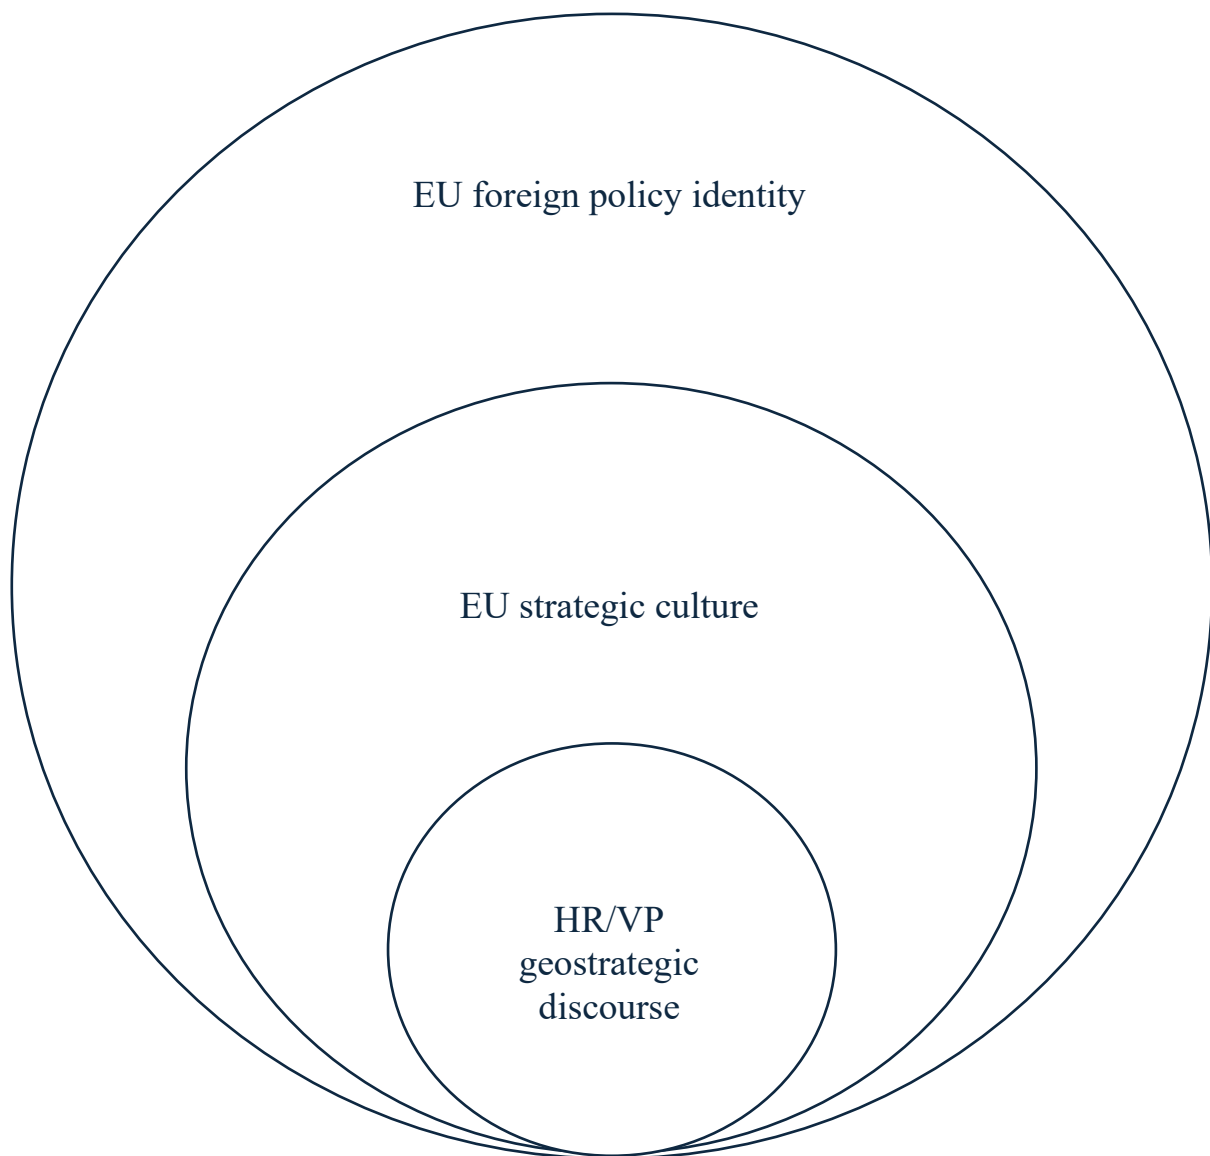 EU foreign policy identity
EU strategic culture
HR/VP
geostrategic
discourse